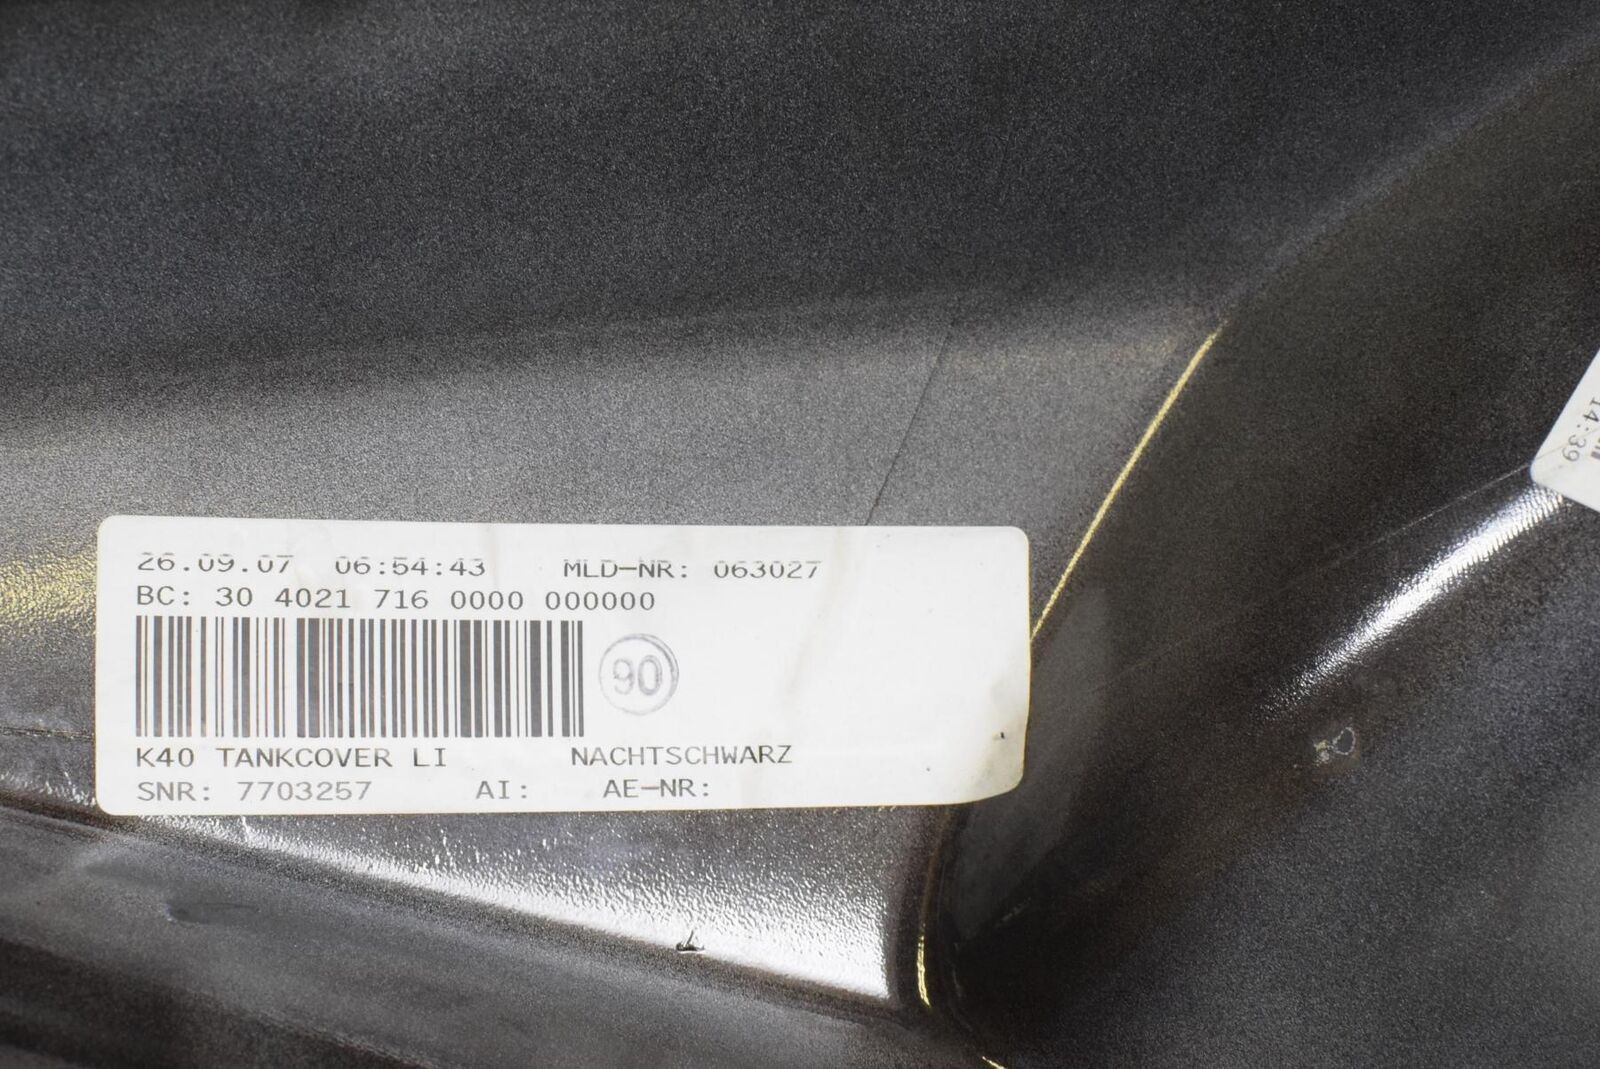 26.09.07 06:54:43 MLD-NR: 063027
BC: 30 4021 716 0000 000000
90
K40 TANKCOVER LI NACHTSCHWARZ
SNR: 7703257 AI: AE-NR:
14:39